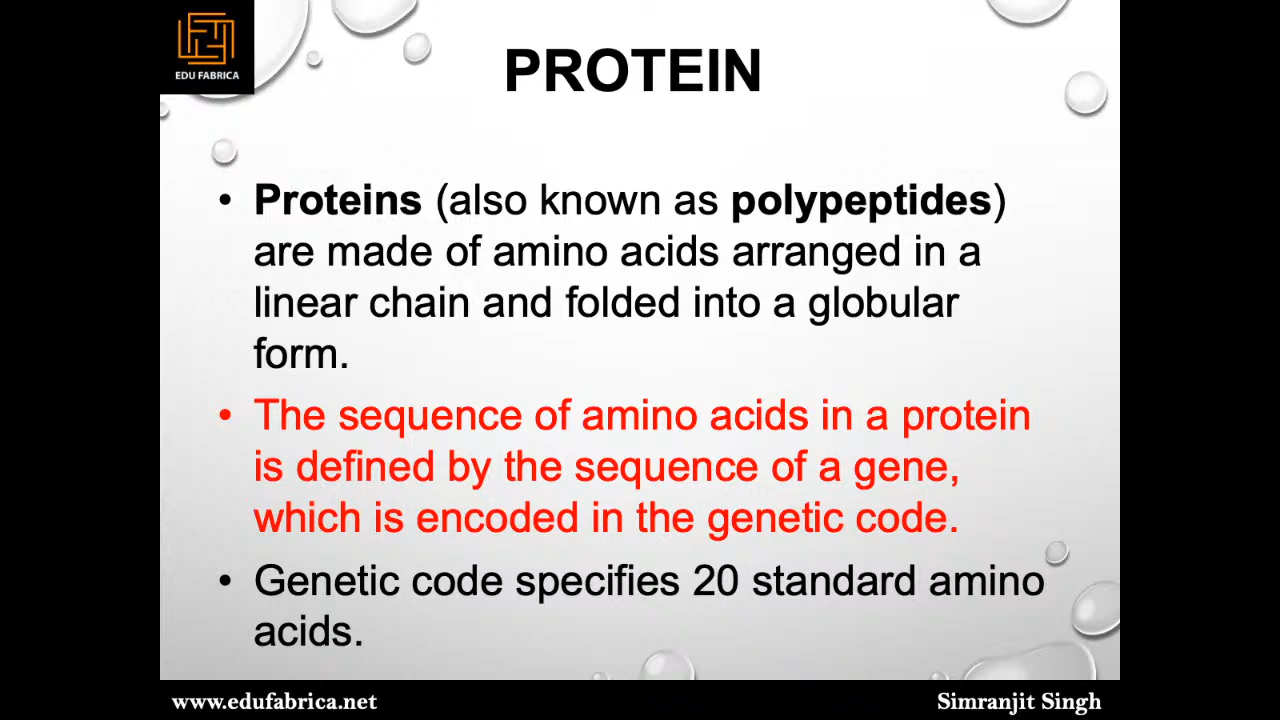 EDU FABRICA
PROTEIN
• Proteins (also known as polypeptides)
are made of amino acids arranged in a
linear chain and folded into a globular
form.
• The sequence of amino acids in a protein
is defined by the sequence of a gene,
which is encoded in the genetic code.
• Genetic code specifies 20 standard amino
acids.
www.edufabrica.net
Simranjit Singh